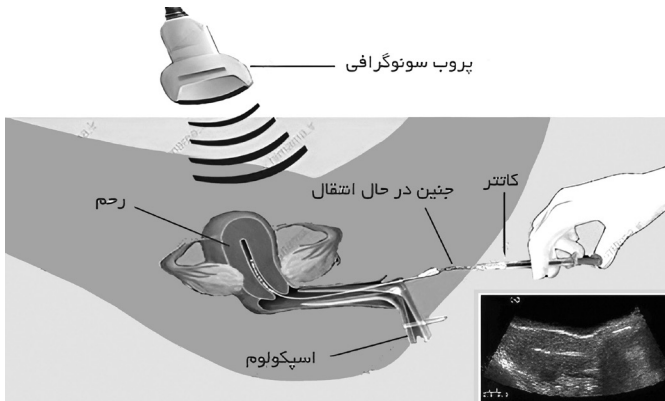 پروب سونوگرافی
کاتتر
جنین در حال انتقال
رحم
اسپکولوم